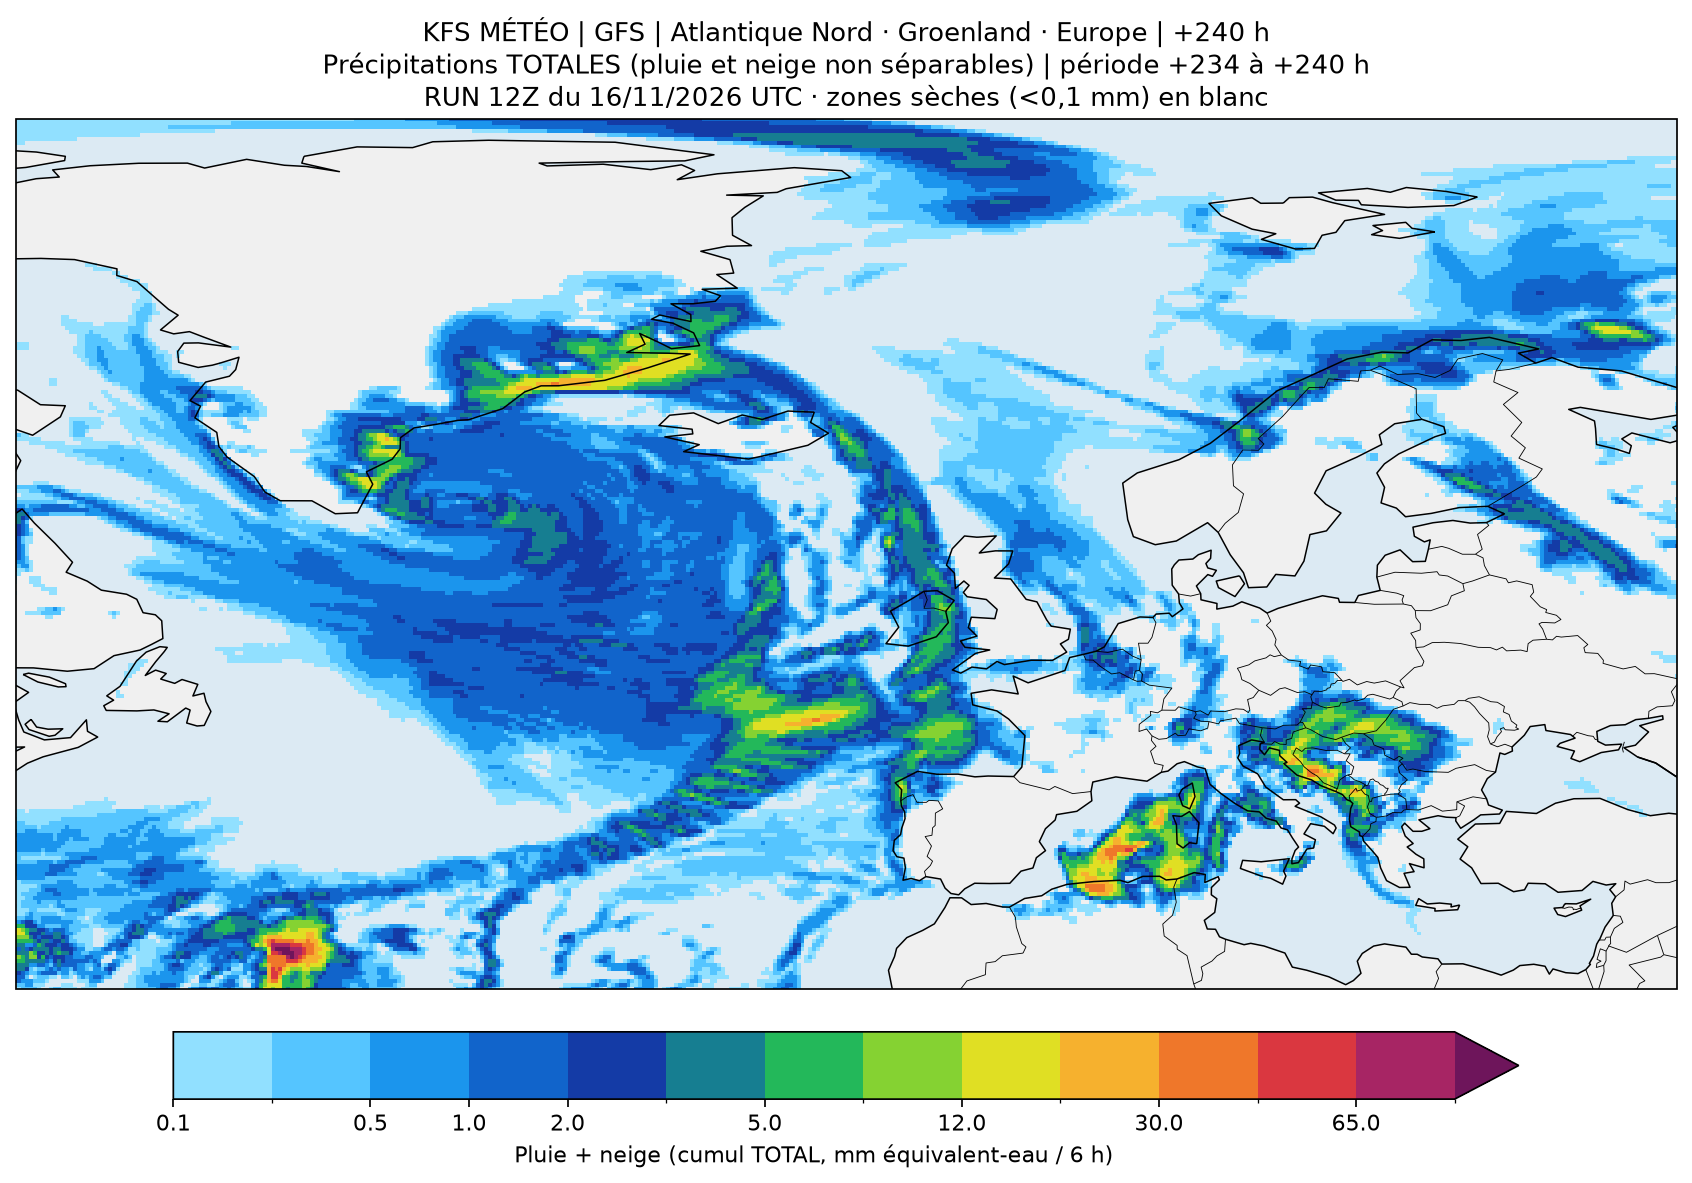 KFS MÉTÉO | GFS | Atlantique Nord · Groenland · Europe | +240 h
Précipitations TOTALES (pluie et neige non séparables) | période +234 à +240 h
RUN 12Z du 16/11/2026 UTC · zones sèches (<0,1 mm) en blanc
0.1 0.5 1.0 2.0 5.0 12.0 30.0 65.0
Pluie + neige (cumul TOTAL, mm équivalent-eau / 6 h)